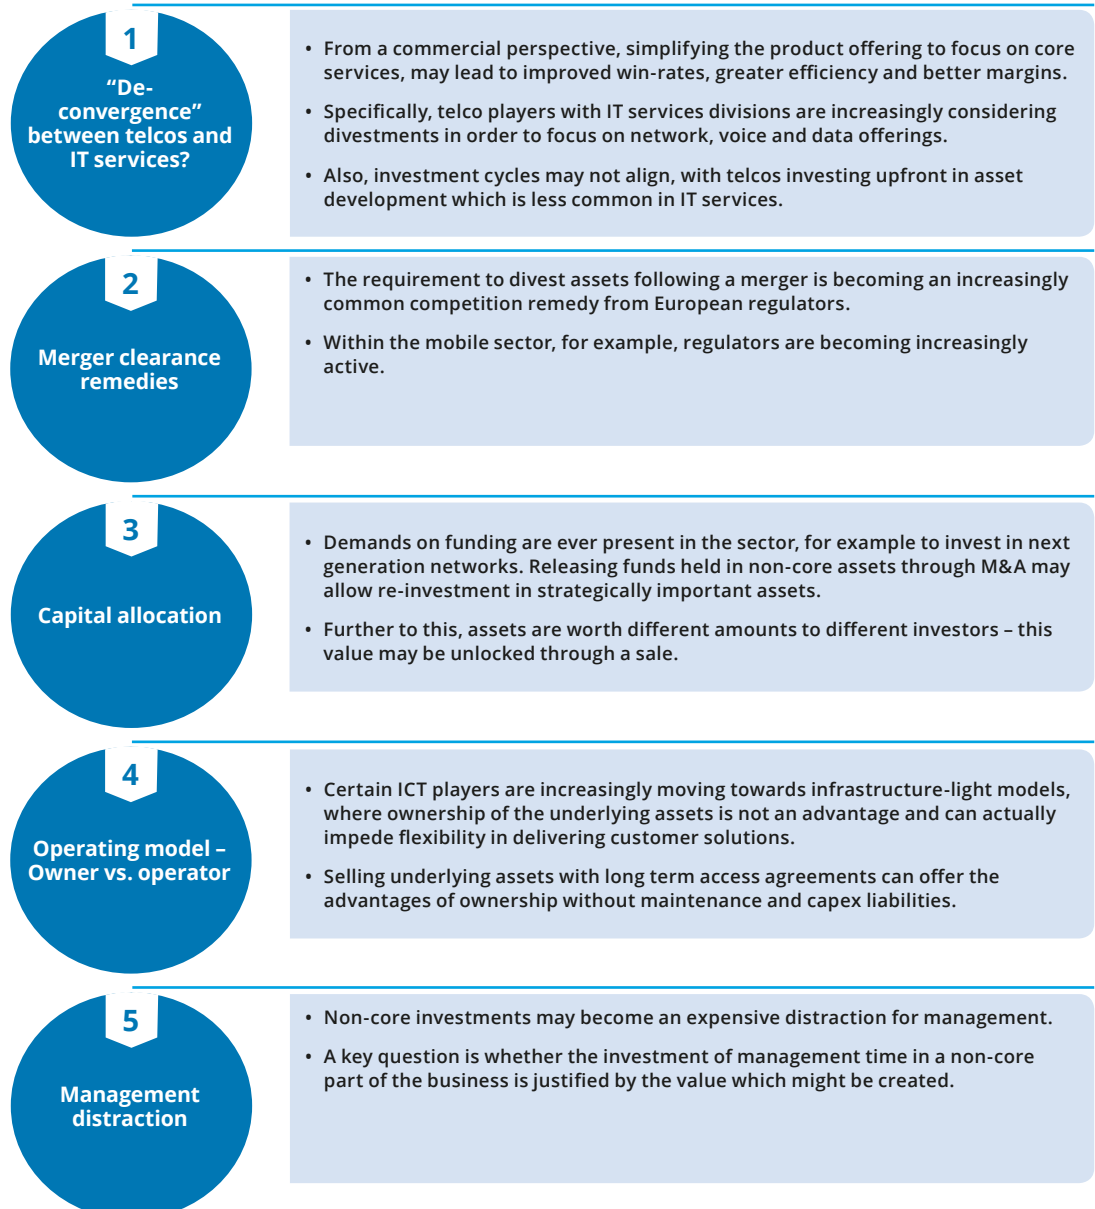 1
“De-
convergence”
between telcos and
IT services?
• From a commercial perspective, simplifying the product offering to focus on core
services, may lead to improved win-rates, greater efficiency and better margins.
• Specifically, telco players with IT services divisions are increasingly considering
divestments in order to focus on network, voice and data offerings.
• Also, investment cycles may not align, with telcos investing upfront in asset
development which is less common in IT services.
2
Merger clearance
remedies
• The requirement to divest assets following a merger is becoming an increasingly
common competition remedy from European regulators.
• Within the mobile sector, for example, regulators are becoming increasingly
active.
3
Capital allocation
• Demands on funding are ever present in the sector, for example to invest in next
generation networks. Releasing funds held in non-core assets through M&A may
allow re-investment in strategically important assets.
• Further to this, assets are worth different amounts to different investors – this
value may be unlocked through a sale.
4
Operating model –
Owner vs. operator
• Certain ICT players are increasingly moving towards infrastructure-light models,
where ownership of the underlying assets is not an advantage and can actually
impede flexibility in delivering customer solutions.
• Selling underlying assets with long term access agreements can offer the
advantages of ownership without maintenance and capex liabilities.
5
Management
distraction
• Non-core investments may become an expensive distraction for management.
• A key question is whether the investment of management time in a non-core
part of the business is justified by the value which might be created.